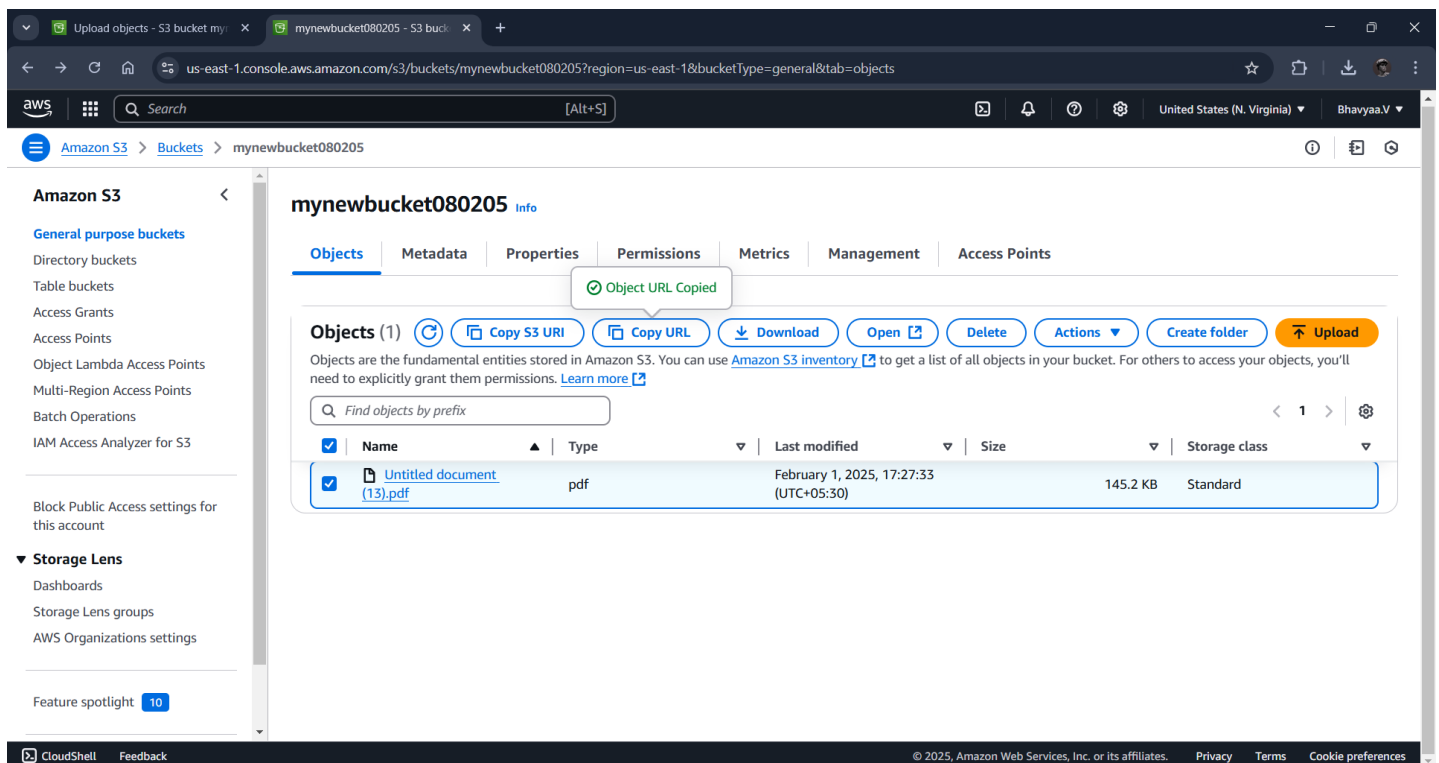 Upload objects - S3 bucket my
mynewbucket080205 - S3 buck
us-east-1.console.aws.amazon.com/s3/buckets/mynewbucket080205?region=us-east-1&bucketType=general&tab=objects
aws
Search
[Alt+S]
United States (N. Virginia)
Bhavyaa.V
Amazon S3 > Buckets > mynewbucket080205
Amazon S3
General purpose buckets
Directory buckets
Table buckets
Access Grants
Access Points
Object Lambda Access Points
Multi-Region Access Points
Batch Operations
IAM Access Analyzer for S3
Block Public Access settings for
this account
Storage Lens
Dashboards
Storage Lens groups
AWS Organizations settings
Feature spotlight 10
mynewbucket080205 Info
Objects Metadata Properties Permissions Metrics Management Access Points
Object URL Copied
Objects (1) Copy S3 URI Copy URL Download Open Delete Actions Create folder Upload
Objects are the fundamental entities stored in Amazon S3. You can use Amazon S3 inventory to get a list of all objects in your bucket. For others to access your objects, you'll
need to explicitly grant them permissions. Learn more
Find objects by prefix
< 1 >
Name Type Last modified Size Storage class
Untitled document
(13).pdf
pdf
February 1, 2025, 17:27:33
(UTC+05:30)
145.2 KB
Standard
CloudShell Feedback © 2025, Amazon Web Services, Inc. or its affiliates. Privacy Terms Cookie preferences